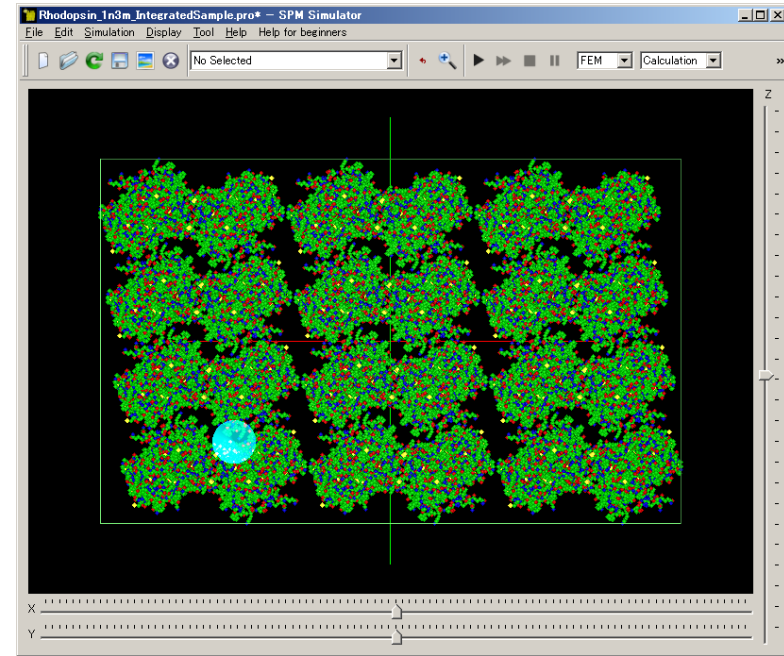 Rhodopsin_1n3m_IntegratedSample.pro* — SPM Simulator
File Edit Simulation Display Tool Help Help for beginners
No Selected FEM Calculation »
Z
X
Y